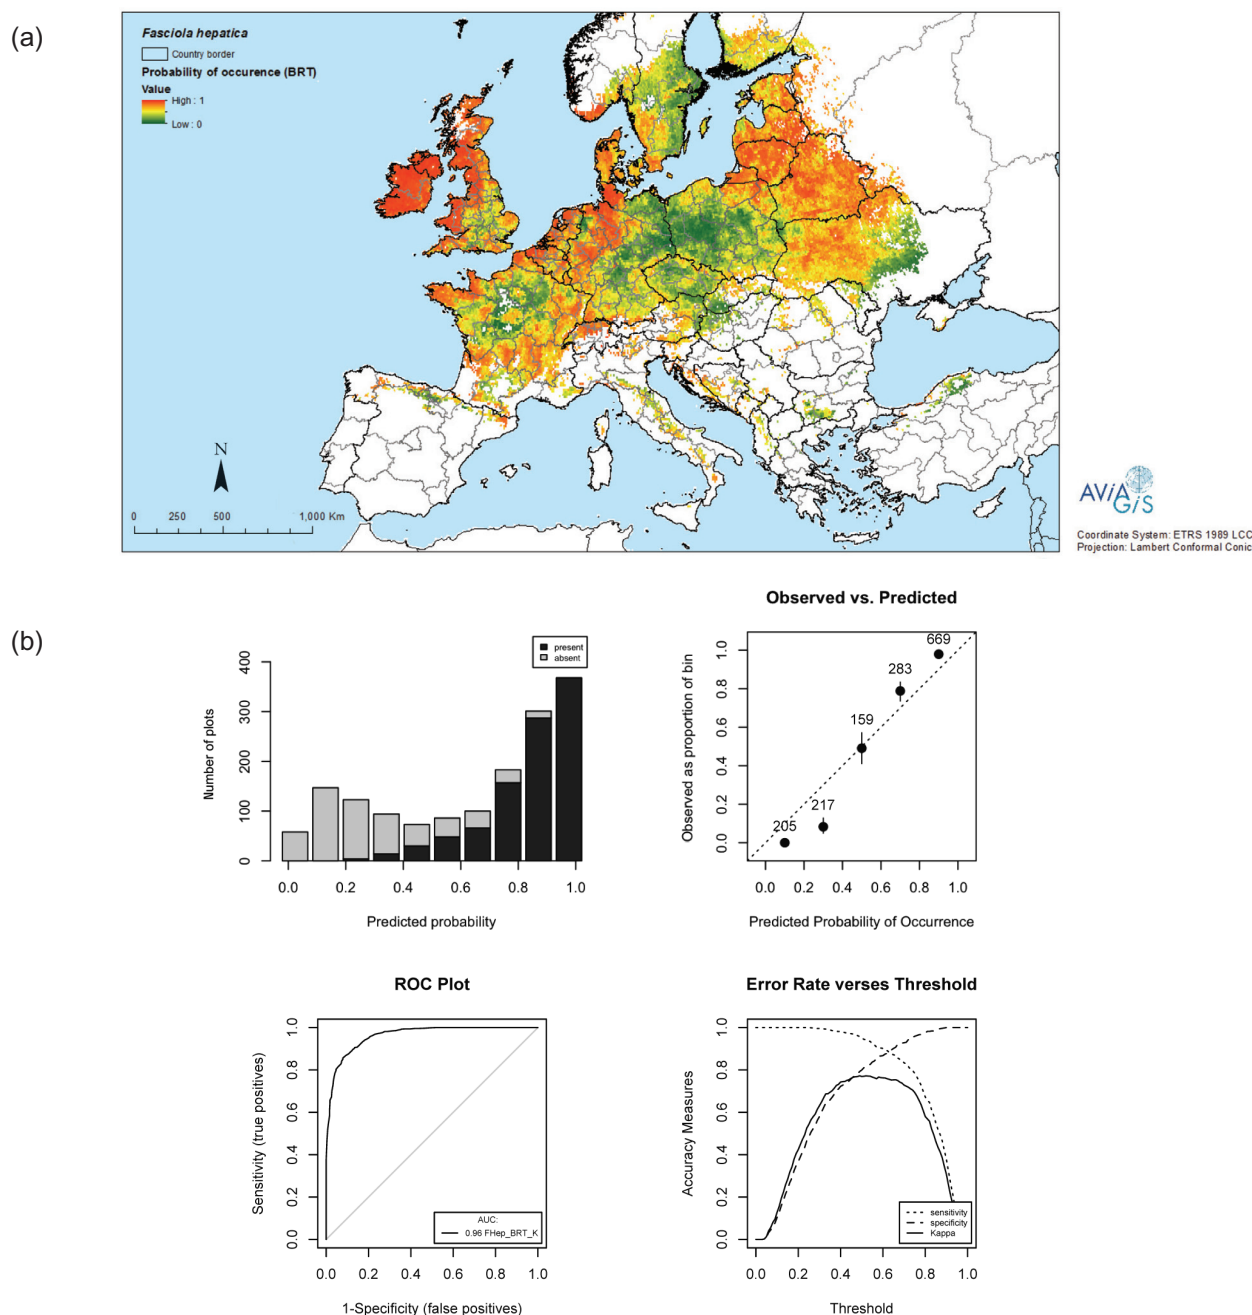 (a)
Fasciola hepatica
Country border
Probability of occurence (BRT)
Value
High : 1
Low : 0
N
0 250 500 1,000 Km
AViA
GiS
Coordinate System: ETRS 1989 LCC
Projection: Lambert Conformal Conic
(b)
present
absent
Number of plots
0 100 200 300 400
0.0 0.2 0.4 0.6 0.8 1.0
Predicted probability
Observed vs. Predicted
Observed as proportion of bin
0.0 0.2 0.4 0.6 0.8 1.0
205
217
159
283
669
0.0 0.2 0.4 0.6 0.8 1.0
Predicted Probability of Occurrence
ROC Plot
Sensitivity (true positives)
0.0 0.2 0.4 0.6 0.8 1.0
AUC:
0.96 FHep_BRT_K
0.0 0.2 0.4 0.6 0.8 1.0
1-Specificity (false positives)
Error Rate verses Threshold
Accuracy Measures
0.0 0.2 0.4 0.6 0.8 1.0
sensitivity
specificity
Kappa
0.0 0.2 0.4 0.6 0.8 1.0
Threshold